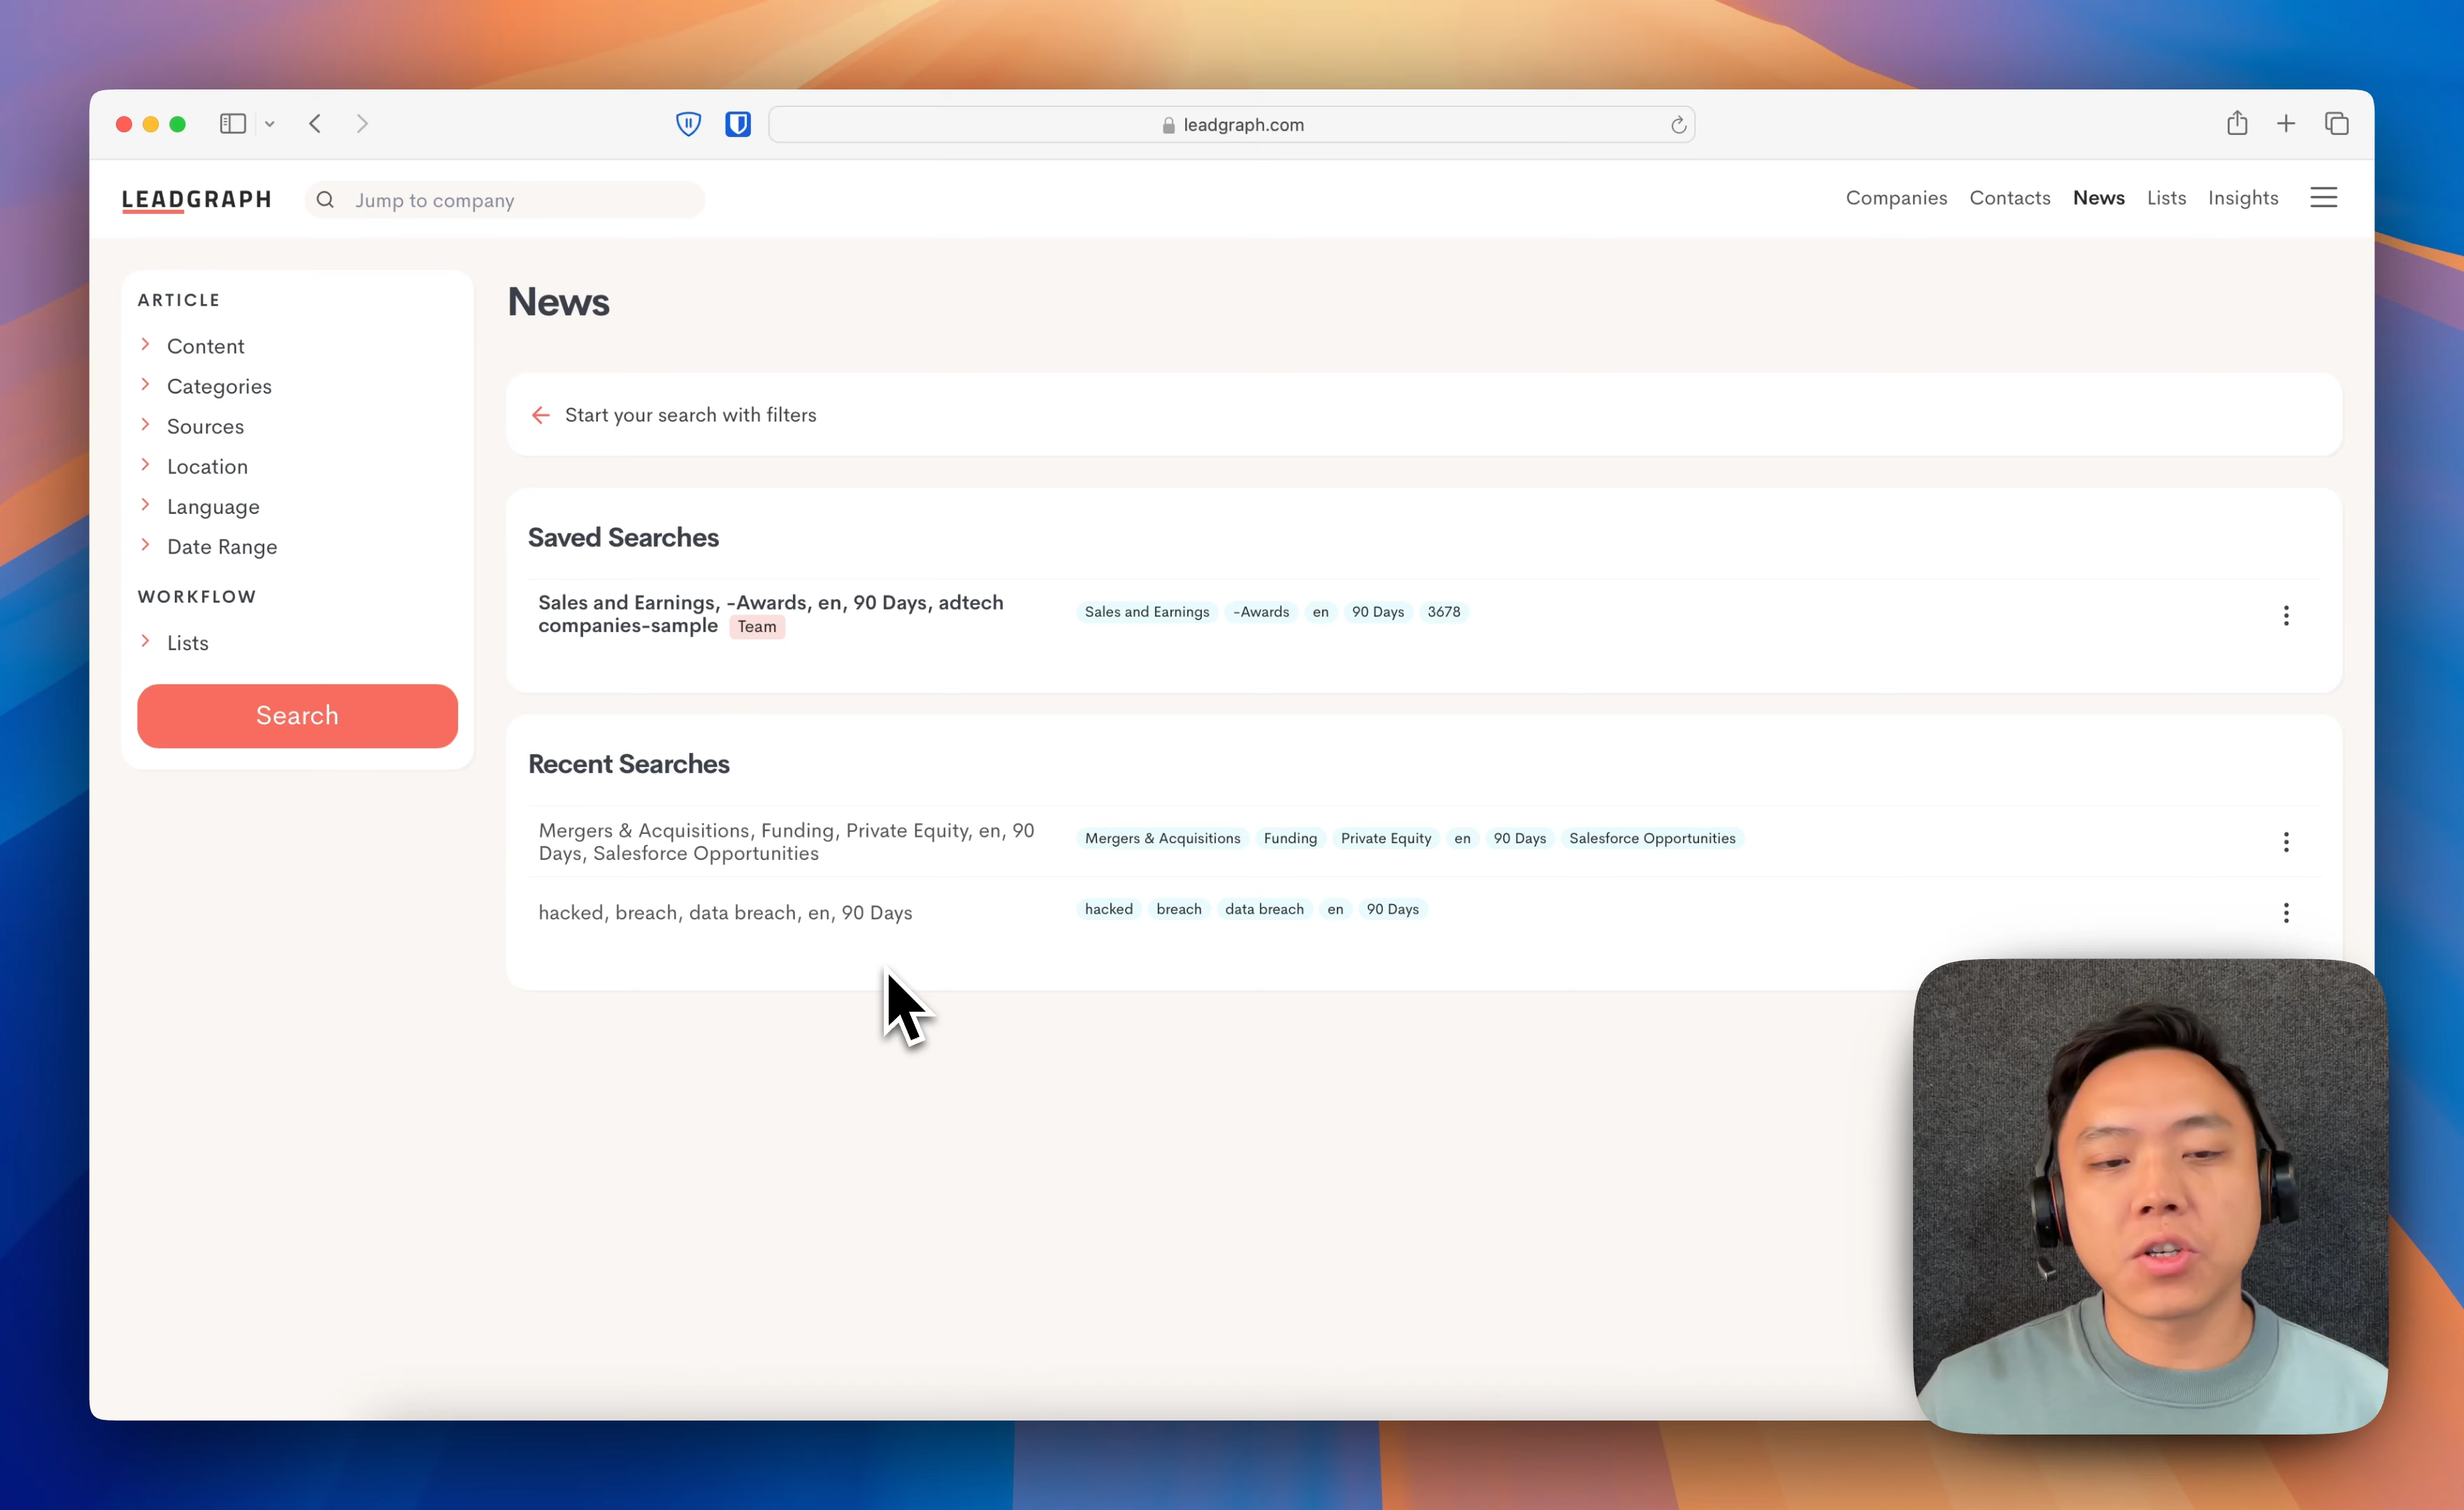 leadgraph.com
LEADGRAPH
Jump to company
Companies Contacts News Lists Insights
ARTICLE
Content
Categories
Sources
Location
Language
Date Range
WORKFLOW
Lists
Search
News
Start your search with filters
Saved Searches
Sales and Earnings, -Awards, en, 90 Days, adtech
companies-sample Team
Sales and Earnings -Awards en 90 Days 3678
Recent Searches
Mergers & Acquisitions, Funding, Private Equity, en, 90
Days, Salesforce Opportunities
Mergers & Acquisitions Funding Private Equity en 90 Days Salesforce Opportunities
hacked, breach, data breach, en, 90 Days
hacked breach data breach en 90 Days